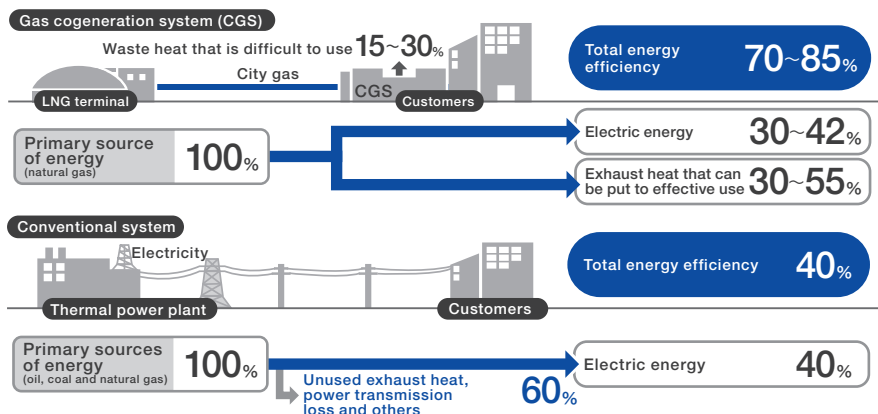 Gas cogeneration system (CGS)
Waste heat that is difficult to use 15~30%
City gas
CGS
LNG terminal
Customers
Total energy
efficiency
70~85%
Primary source
of energy
(natural gas)
100%
Electric energy
30~42%
Exhaust heat that can
be put to effective use
30~55%
Conventional system
Electricity
Thermal power plant
Customers
Total energy efficiency
40%
Primary sources
of energy
(oil, coal and natural gas)
100%
Unused exhaust heat,
power transmission
loss and others
60%
Electric energy
40%